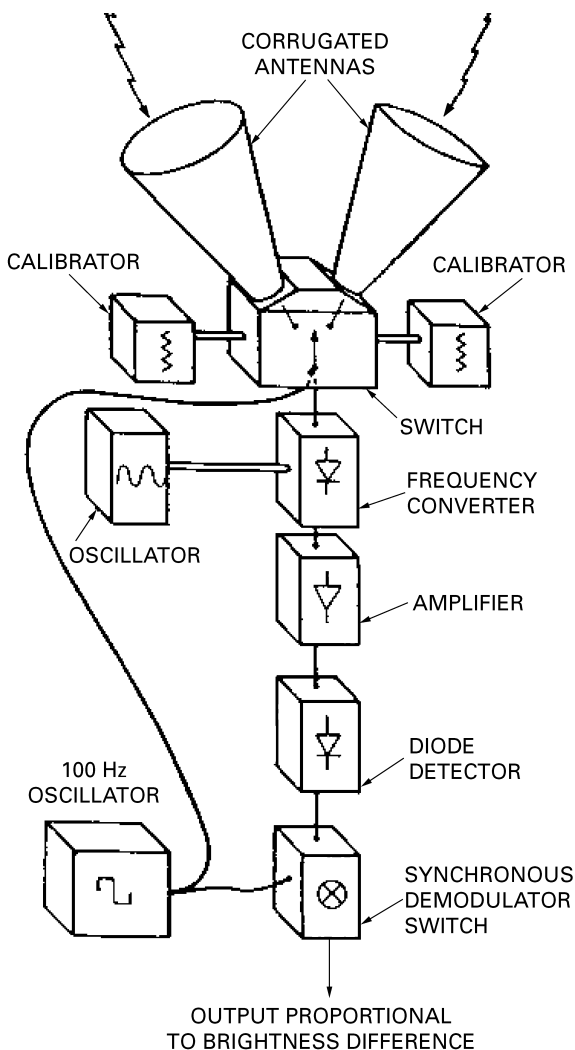 CORRUGATED
ANTENNAS
CALIBRATOR
CALIBRATOR
SWITCH
FREQUENCY
CONVERTER
OSCILLATOR
AMPLIFIER
DIODE
DETECTOR
100 Hz
OSCILLATOR
SYNCHRONOUS
DEMODULATOR
SWITCH
OUTPUT PROPORTIONAL
TO BRIGHTNESS DIFFERENCE